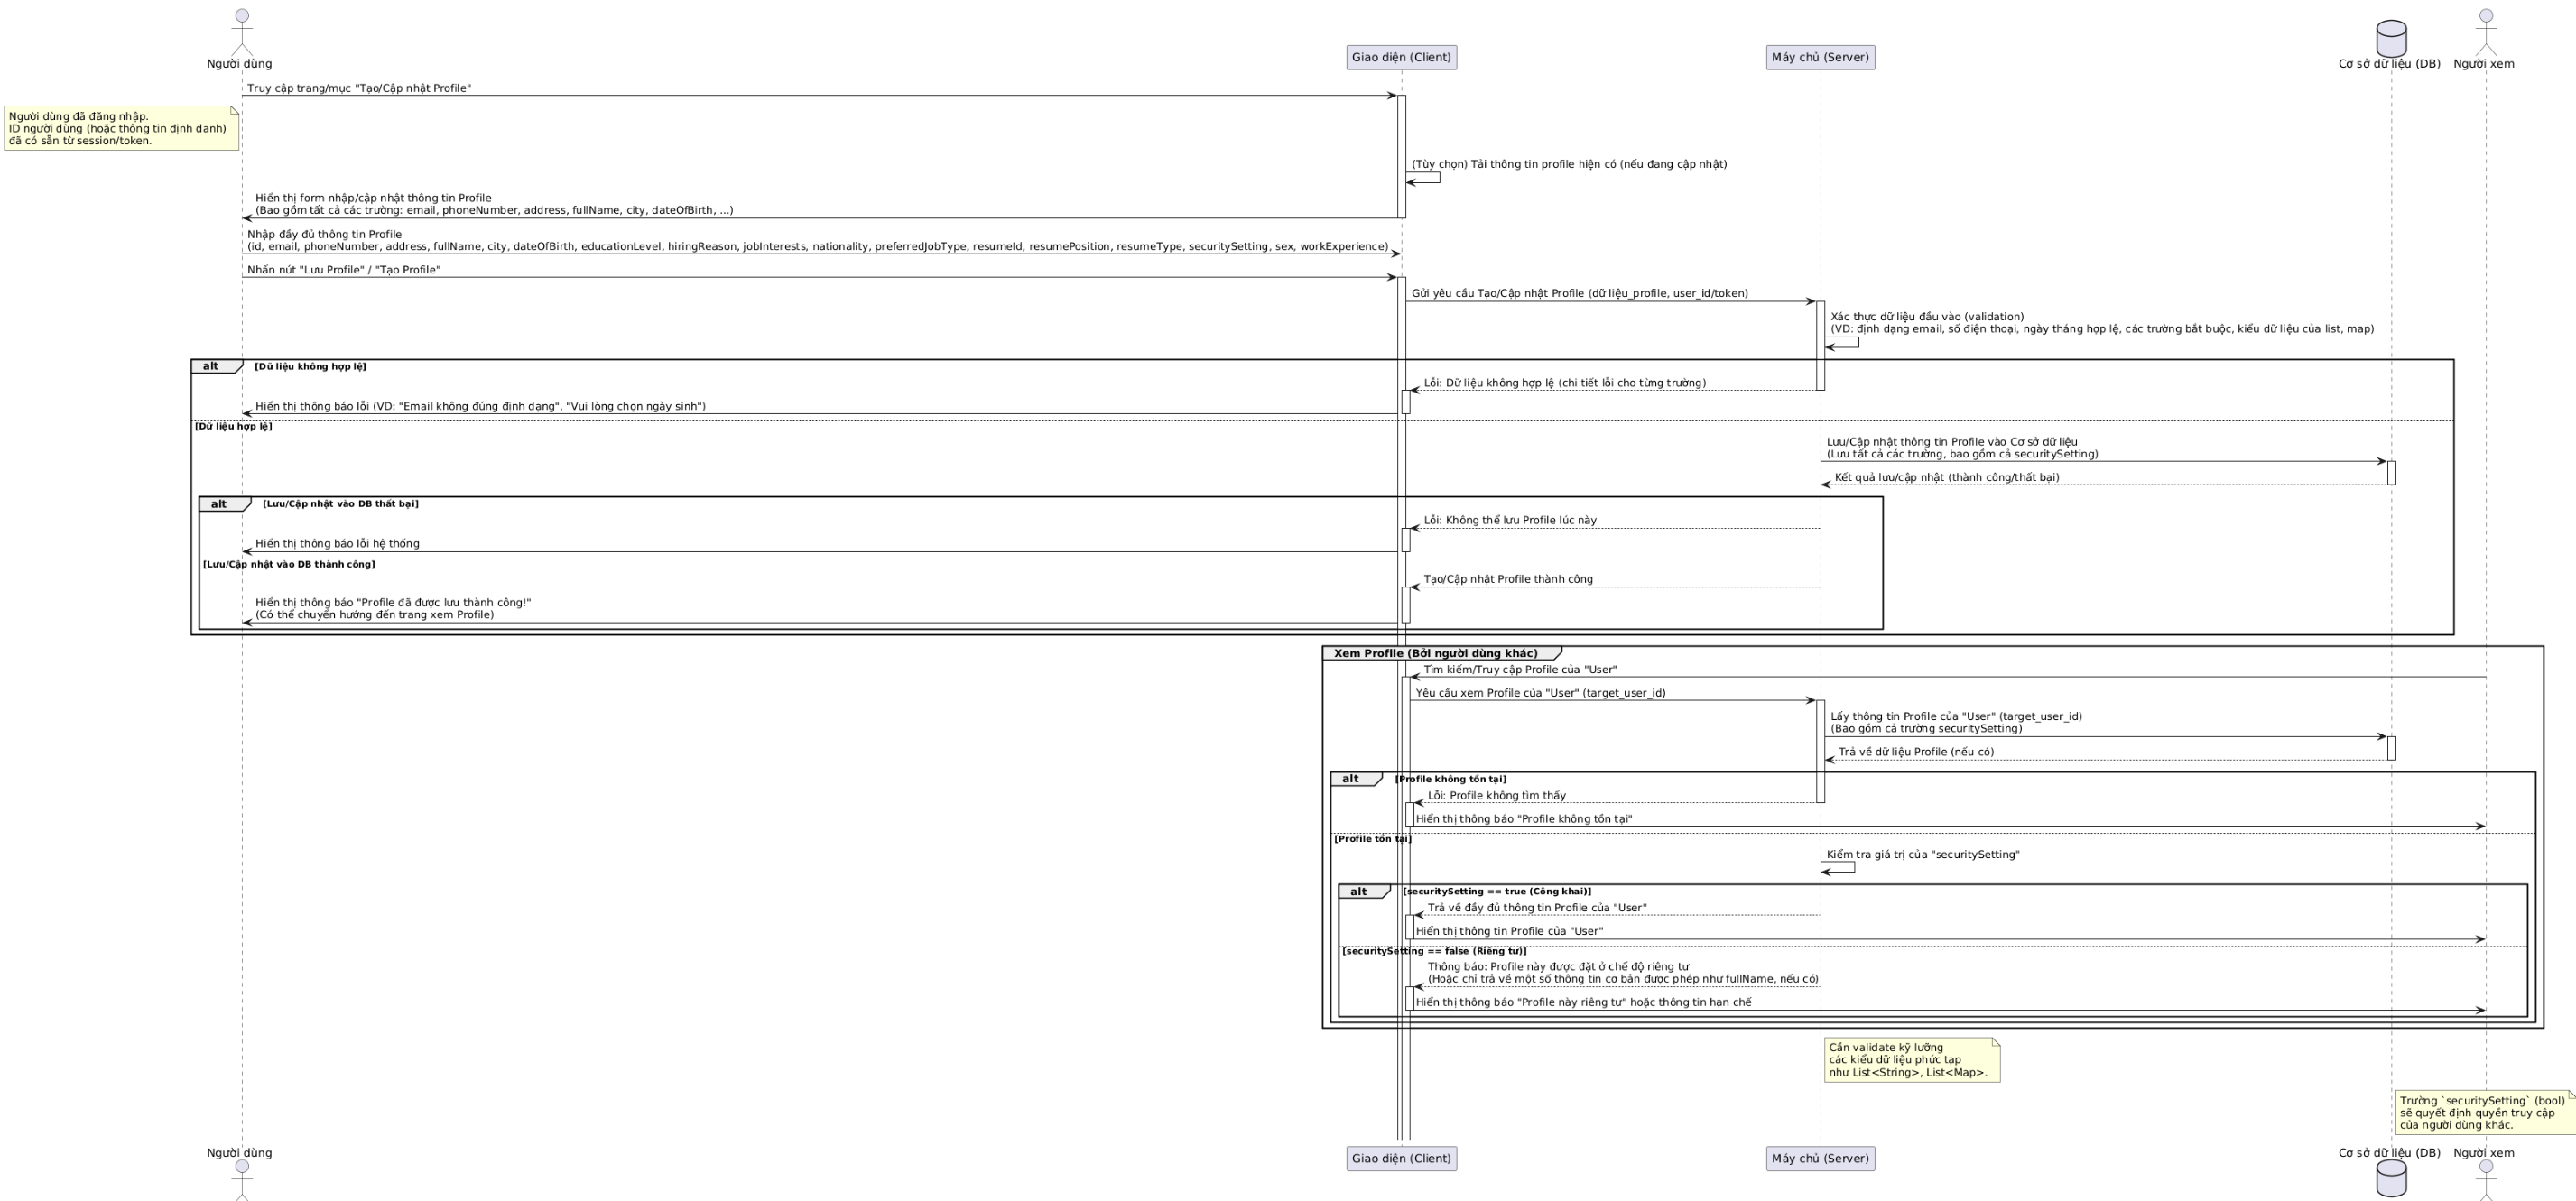 Người dùng
Giao diện (Client)
Máy chủ (Server)
Cơ sở dữ liệu (DB)
Người xem
Truy cập trang/mục "Tạo/Cập nhật Profile"
Người dùng đã đăng nhập.
ID người dùng (hoặc thông tin định danh)
đã có sẵn từ session/token.
(Tùy chọn) Tải thông tin profile hiện có (nếu đang cập nhật)
Hiển thị form nhập/cập nhật thông tin Profile
(Bao gồm tất cả các trường: email, phoneNumber, address, fullName, city, dateOfBirth, ...)
Nhập đầy đủ thông tin Profile
(id, email, phoneNumber, address, fullName, city, dateOfBirth, educationLevel, hiringReason, jobInterests, nationality, preferredJobType, resumeId, resumePosition, resumeType, securitySetting, sex, workExperience)
Nhấn nút "Lưu Profile" / "Tạo Profile"
Gửi yêu cầu Tạo/Cập nhật Profile (dữ liệu_profile, user_id/token)
Xác thực dữ liệu đầu vào (validation)
(VD: định dạng email, số điện thoại, ngày tháng hợp lệ, các trường bắt buộc, kiểu dữ liệu của list, map)
alt
[Dữ liệu không hợp lệ]
Lỗi: Dữ liệu không hợp lệ (chi tiết lỗi cho từng trường)
Hiển thị thông báo lỗi (VD: "Email không đúng định dạng", "Vui lòng chọn ngày sinh")
[Dữ liệu hợp lệ]
Lưu/Cập nhật thông tin Profile vào Cơ sở dữ liệu
(Lưu tất cả các trường, bao gồm cả securitySetting)
Kết quả lưu/cập nhật (thành công/thất bại)
alt
[Lưu/Cập nhật vào DB thất bại]
Lỗi: Không thể lưu Profile lúc này
Hiển thị thông báo lỗi hệ thống
[Lưu/Cập nhật vào DB thành công]
Tạo/Cập nhật Profile thành công
Hiển thị thông báo "Profile đã được lưu thành công!"
(Có thể chuyển hướng đến trang xem Profile)
Xem Profile (Bởi người dùng khác)
Tìm kiếm/Truy cập Profile của "User"
Yêu cầu xem Profile của "User" (target_user_id)
Lấy thông tin Profile của "User" (target_user_id)
(Bao gồm cả trường securitySetting)
Trả về dữ liệu Profile (nếu có)
alt
[Profile không tồn tại]
Lỗi: Profile không tìm thấy
Hiển thị thông báo "Profile không tồn tại"
[Profile tồn tại]
Kiểm tra giá trị của "securitySetting"
alt
[securitySetting == true (Công khai)]
Trả về đầy đủ thông tin Profile của "User"
Hiển thị thông tin Profile của "User"
[securitySetting == false (Riêng tư)]
Thông báo: Profile này được đặt ở chế độ riêng tư
(Hoặc chỉ trả về một số thông tin cơ bản được phép như fullName, nếu có)
Hiển thị thông báo "Profile này riêng tư" hoặc thông tin hạn chế
Cần validate kỹ lưỡng
các kiểu dữ liệu phức tạp
như List<String>, List<Map>.
Trường `securitySetting` (bool)
sẽ quyết định quyền truy cập
của người dùng khác.
Người dùng
Giao diện (Client)
Máy chủ (Server)
Cơ sở dữ liệu (DB)
Người xem